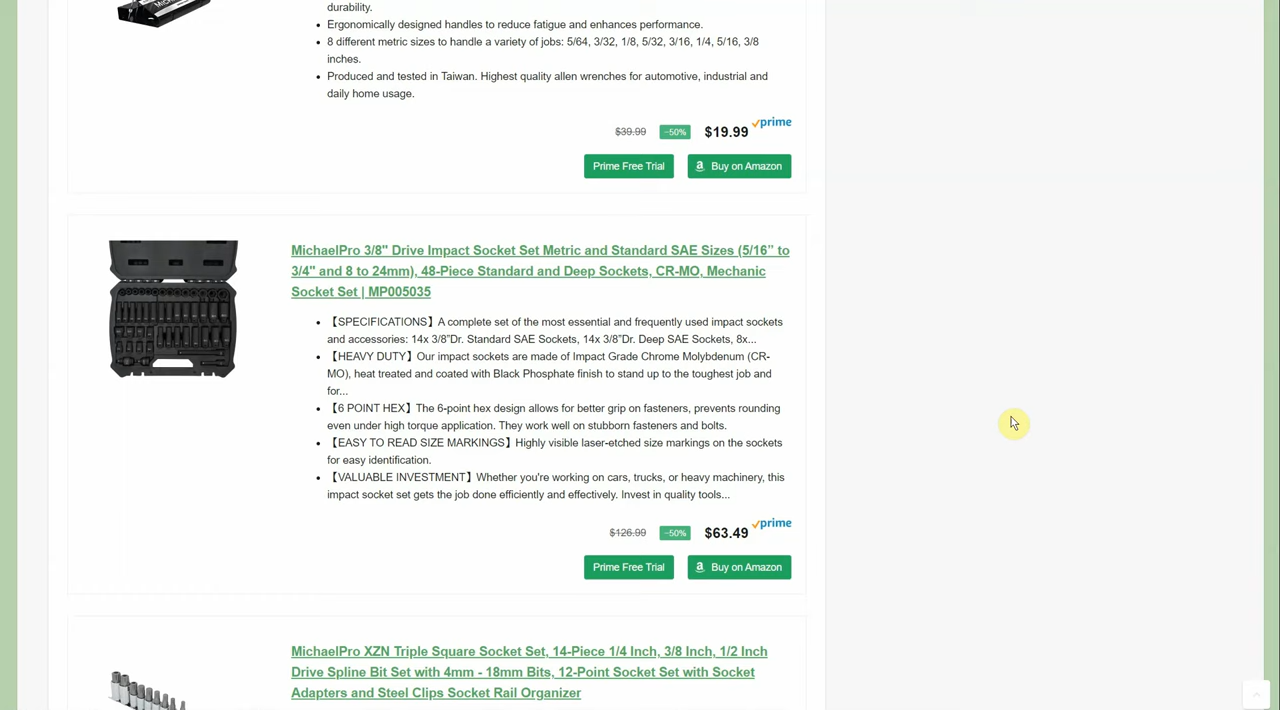 durability.
• Ergonomically designed handles to reduce fatigue and enhances performance.
• 8 different metric sizes to handle a variety of jobs: 5/64, 3/32, 1/8, 5/32, 3/16, 1/4, 5/16, 3/8
inches.
• Produced and tested in Taiwan. Highest quality allen wrenches for automotive, industrial and
daily home usage.
$39.99 −50% $19.99 prime
Prime Free Trial Buy on Amazon
MichaelPro 3/8" Drive Impact Socket Set Metric and Standard SAE Sizes (5/16” to
3/4" and 8 to 24mm), 48-Piece Standard and Deep Sockets, CR-MO, Mechanic
Socket Set | MP005035
• 【SPECIFICATIONS】A complete set of the most essential and frequently used impact sockets
and accessories: 14x 3/8”Dr. Standard SAE Sockets, 14x 3/8”Dr. Deep SAE Sockets, 8x...
• 【HEAVY DUTY】Our impact sockets are made of Impact Grade Chrome Molybdenum (CR-
MO), heat treated and coated with Black Phosphate finish to stand up to the toughest job and
for...
• 【6 POINT HEX】The 6-point hex design allows for better grip on fasteners, prevents rounding
even under high torque application. They work well on stubborn fasteners and bolts.
• 【EASY TO READ SIZE MARKINGS】Highly visible laser-etched size markings on the sockets
for easy identification.
• 【VALUABLE INVESTMENT】Whether you're working on cars, trucks, or heavy machinery, this
impact socket set gets the job done efficiently and effectively. Invest in quality tools...
$126.99 −50% $63.49 prime
Prime Free Trial Buy on Amazon
MichaelPro XZN Triple Square Socket Set, 14-Piece 1/4 Inch, 3/8 Inch, 1/2 Inch
Drive Spline Bit Set with 4mm - 18mm Bits, 12-Point Socket Set with Socket
Adapters and Steel Clips Socket Rail Organizer